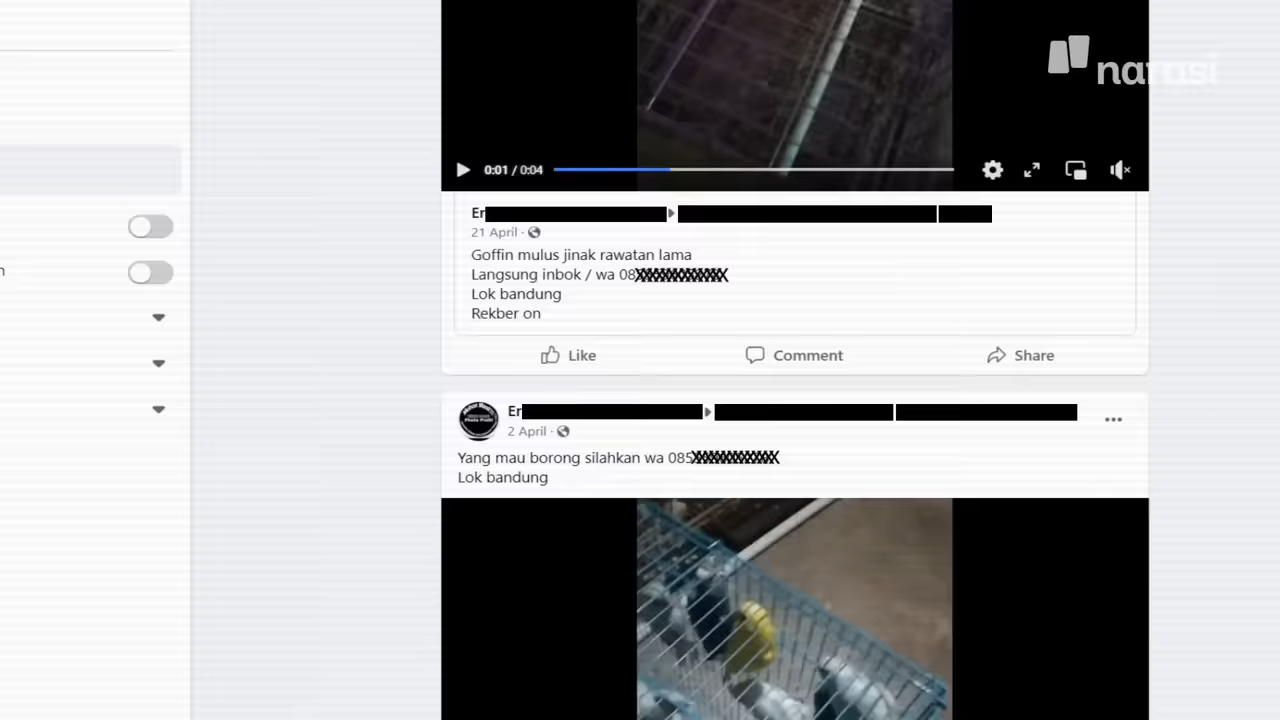 narasi
0:01 / 0:04
Er
21 April ·
Goffin mulus jinak rawatan lama
Langsung inbok / wa 08
Lok bandung
Rekber on
Like
Comment
Share
n
Er
2 April ·
Yang mau borong silahkan wa 085
Lok bandung